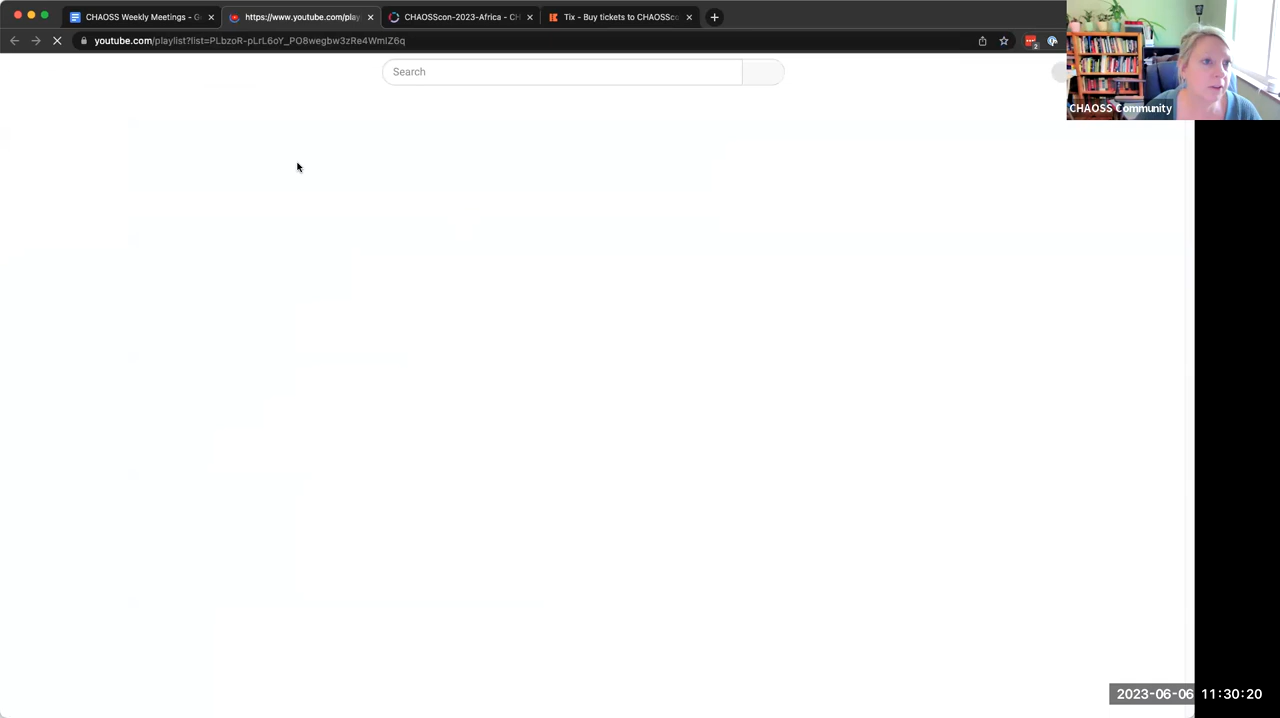 CHAOSS Weekly Meetings - G
https://www.youtube.com/play
CHAOSScon-2023-Africa - CH
Tix - Buy tickets to CHAOSSco
youtube.com/playlist?list=PLbzoR-pLrL6oY_PO8wegbw3zRe4WmIZ6q
Search
CHAOSS Community
2023-06-06 11:30:20